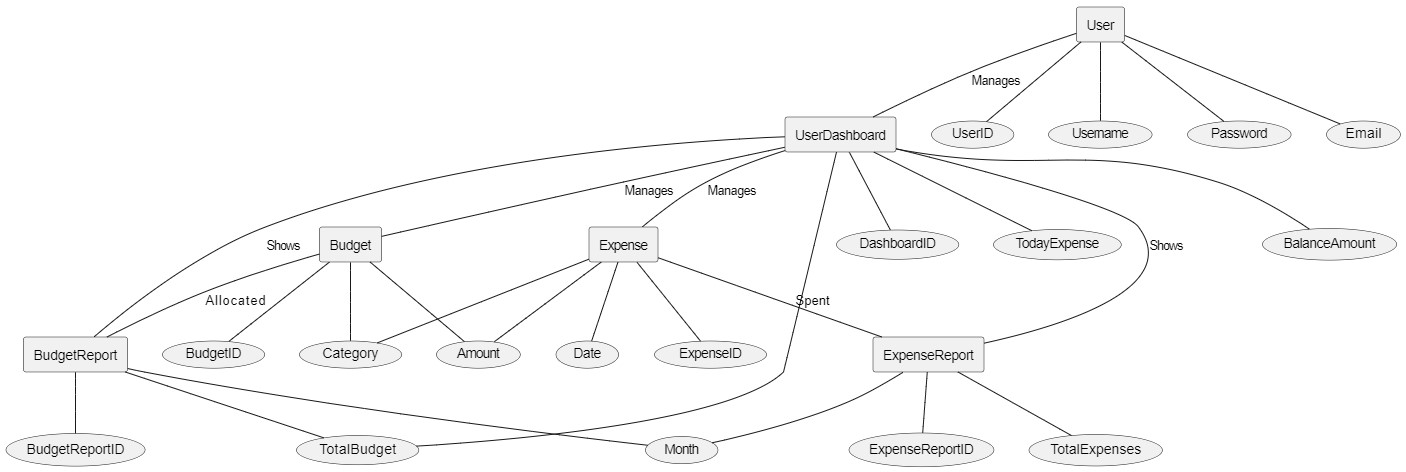 User
Manages
UserDashboard
UserID
Username
Password
Email
Manages
Manages
Shows
Budget
Expense
DashboardID
TodayExpense
Shows
BalanceAmount
Allocated
Spent
BudgetReport
BudgetID
Category
Amount
Date
ExpenseID
ExpenseReport
BudgetReportID
TotalBudget
Month
ExpenseReportID
TotalExpenses